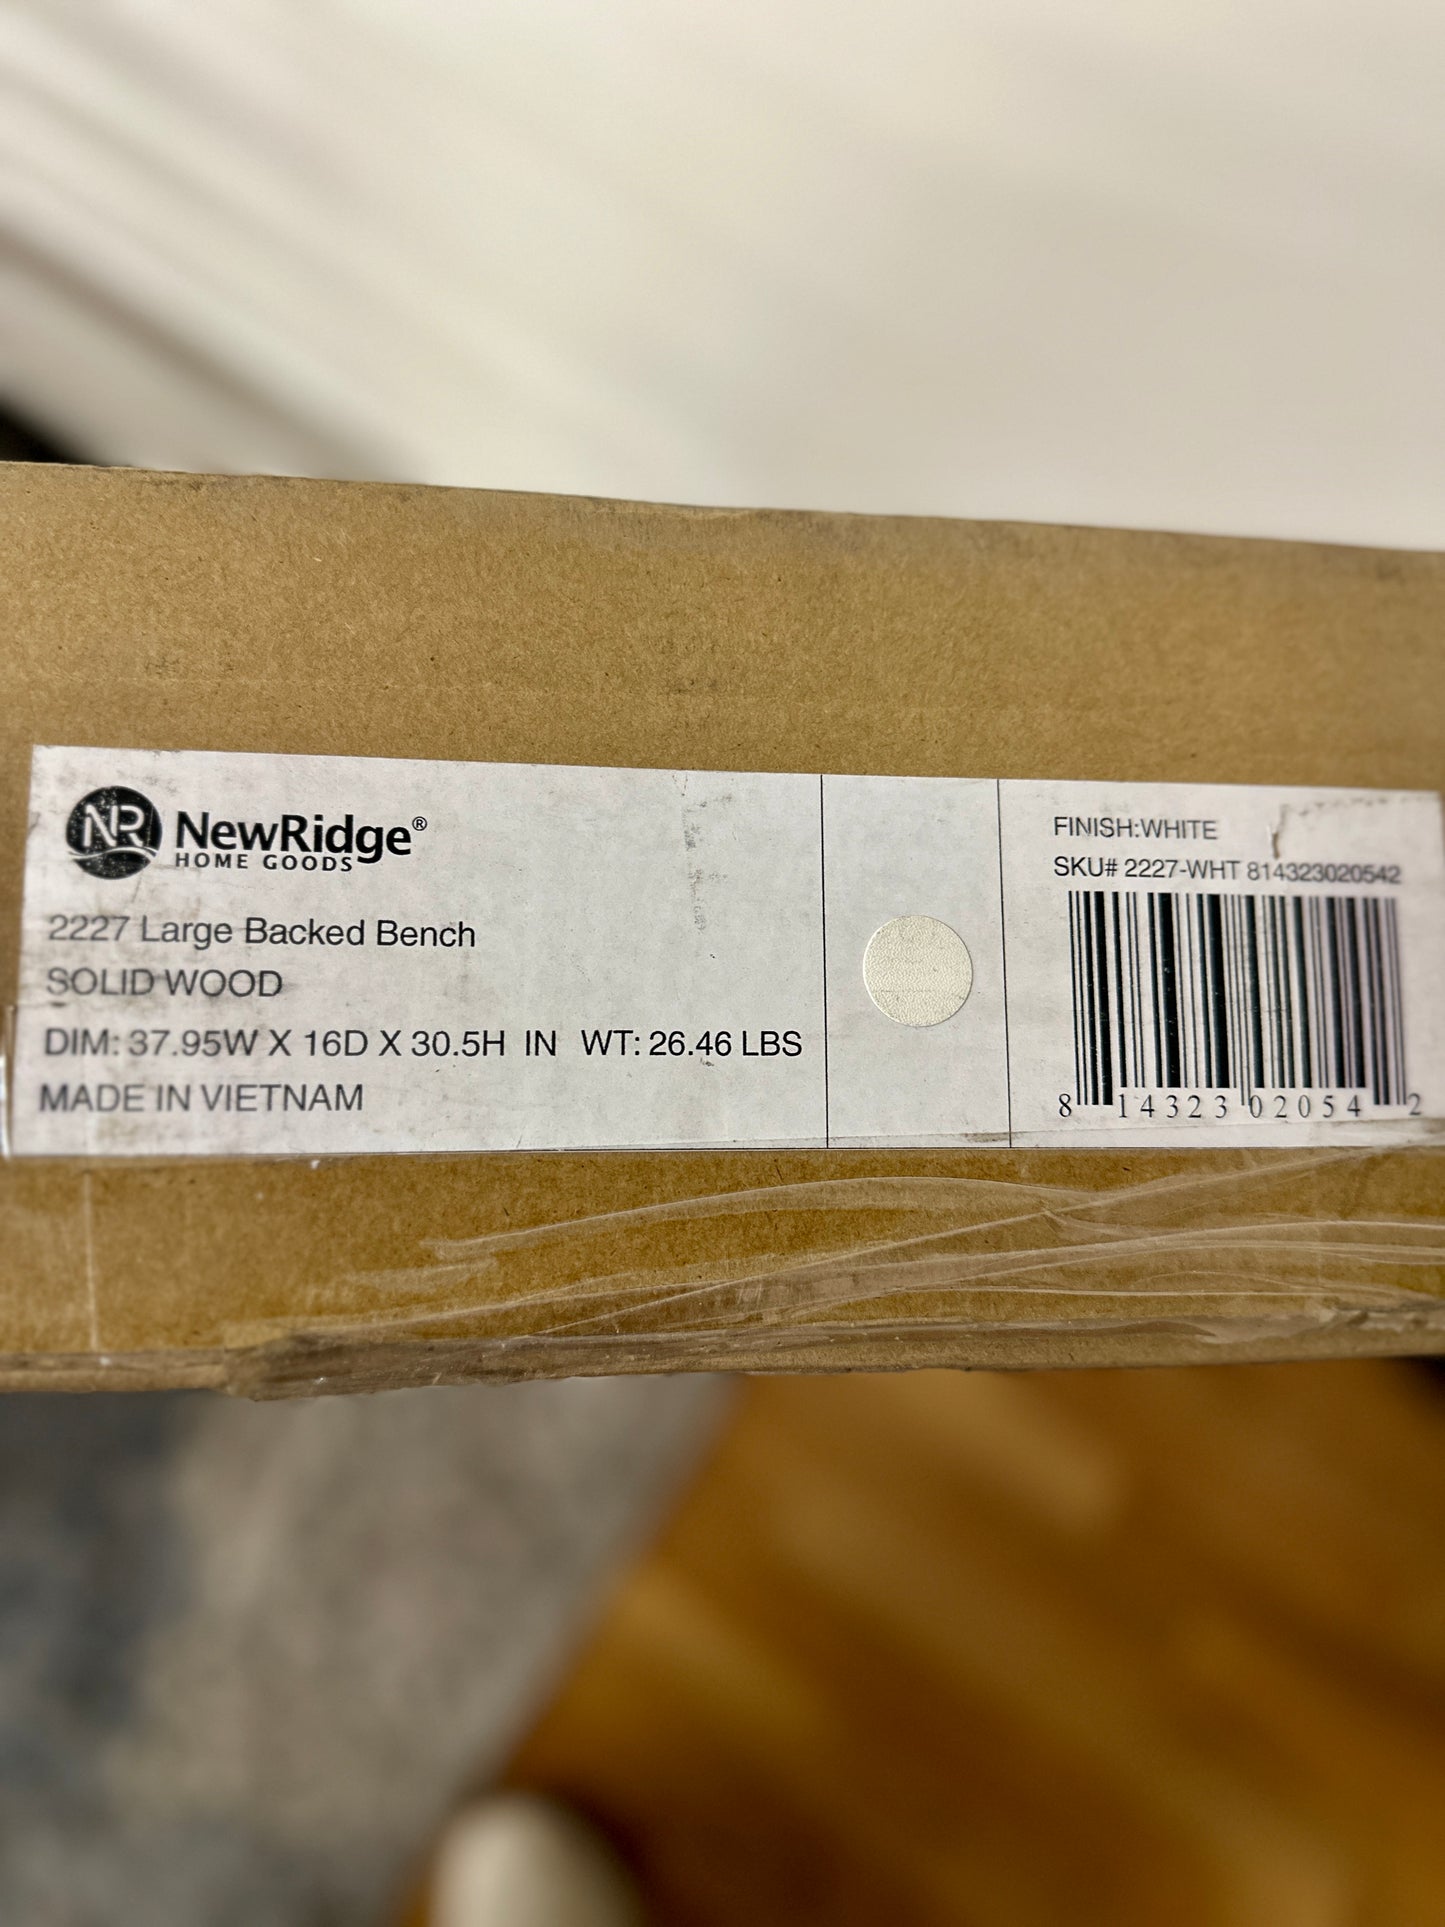 NR NewRidge®
HOME GOODS
2227 Large Backed Bench
SOLID WOOD
DIM: 37.95W X 16D X 30.5H IN WT: 26.46 LBS
MADE IN VIETNAM
FINISH:WHITE
SKU# 2227-WHT 814323020542
8 14323 02054 2